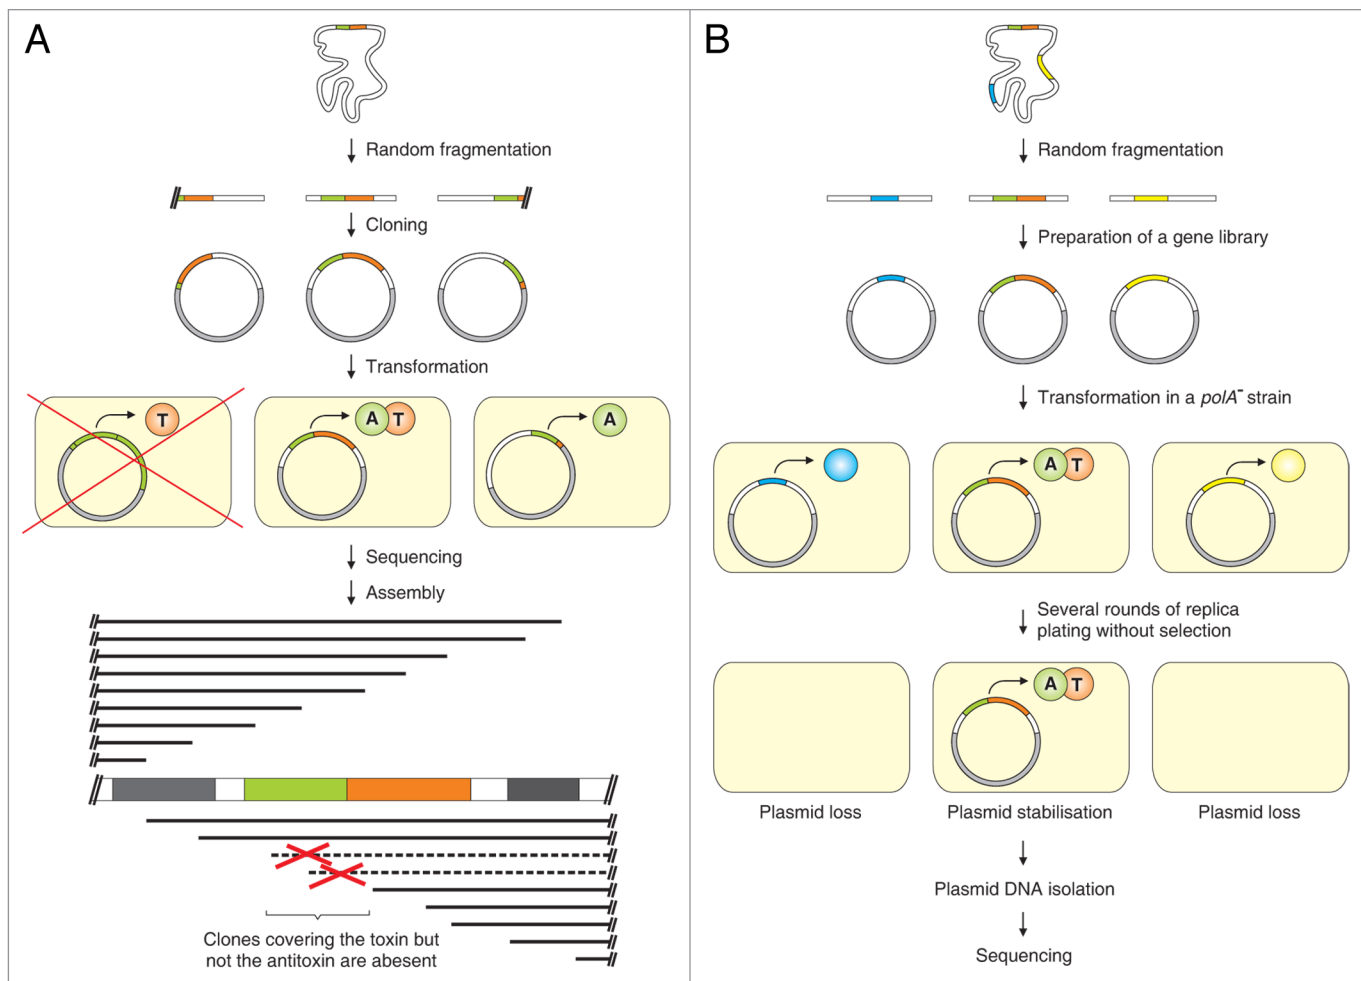 A
Random fragmentation
Cloning
Transformation
T
A T
A
Sequencing
Assembly
Clones covering the toxin but
not the antitoxin are abesent
B
Random fragmentation
Preparation of a gene library
Transformation in a polA- strain
A T
Several rounds of replica
plating without selection
A T
Plasmid loss
Plasmid stabilisation
Plasmid loss
Plasmid DNA isolation
Sequencing